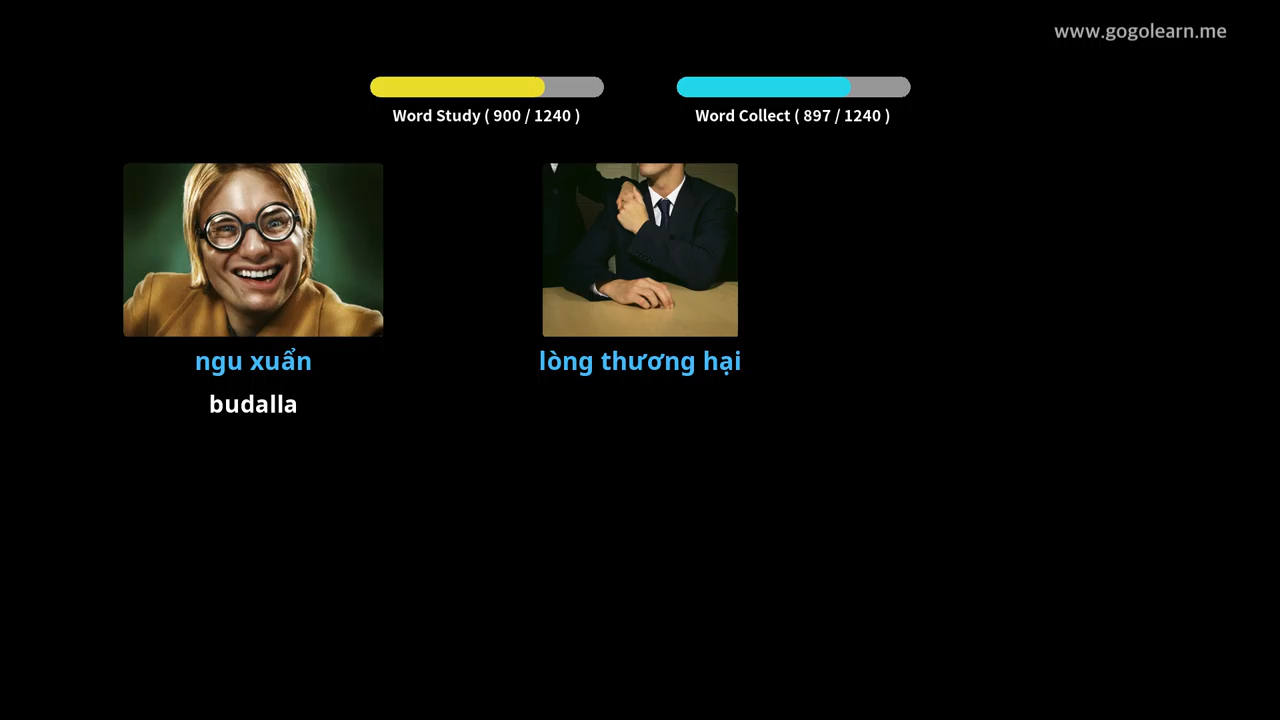 www.gogolearn.me
Word Study ( 900 / 1240 )
Word Collect ( 897 / 1240 )
ngu xuẩn
lòng thương hại
budalla